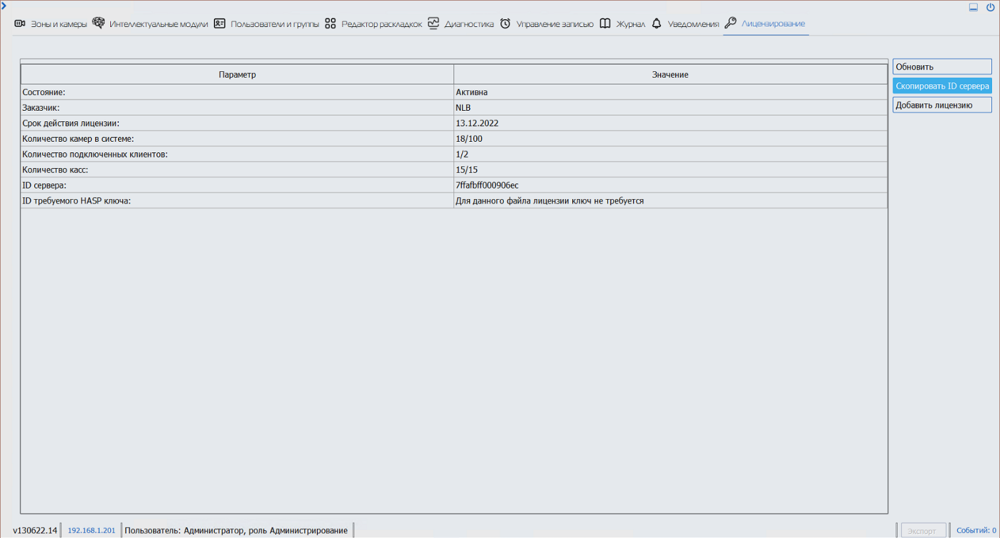 Зоны и камеры Интеллектуальные модули Пользователи и группы Редактор раскладкок Диагностика Управление записью Журнал Уведомления Лицензирование
Параметр Значение
Состояние: Активна
Заказчик: NLB
Срок действия лицензии: 13.12.2022
Количество камер в системе: 18/100
Количество подключенных клиентов: 1/2
Количество касс: 15/15
ID сервера: 7ffafbff000906ec
ID требуемого HASP ключа: Для данного файла лицензии ключ не требуется
Обновить
Скопировать ID сервера
Добавить лицензию
v130622.14 192.168.1.201 Пользователь: Администратор, роль Администрирование Экспорт Событий: 0